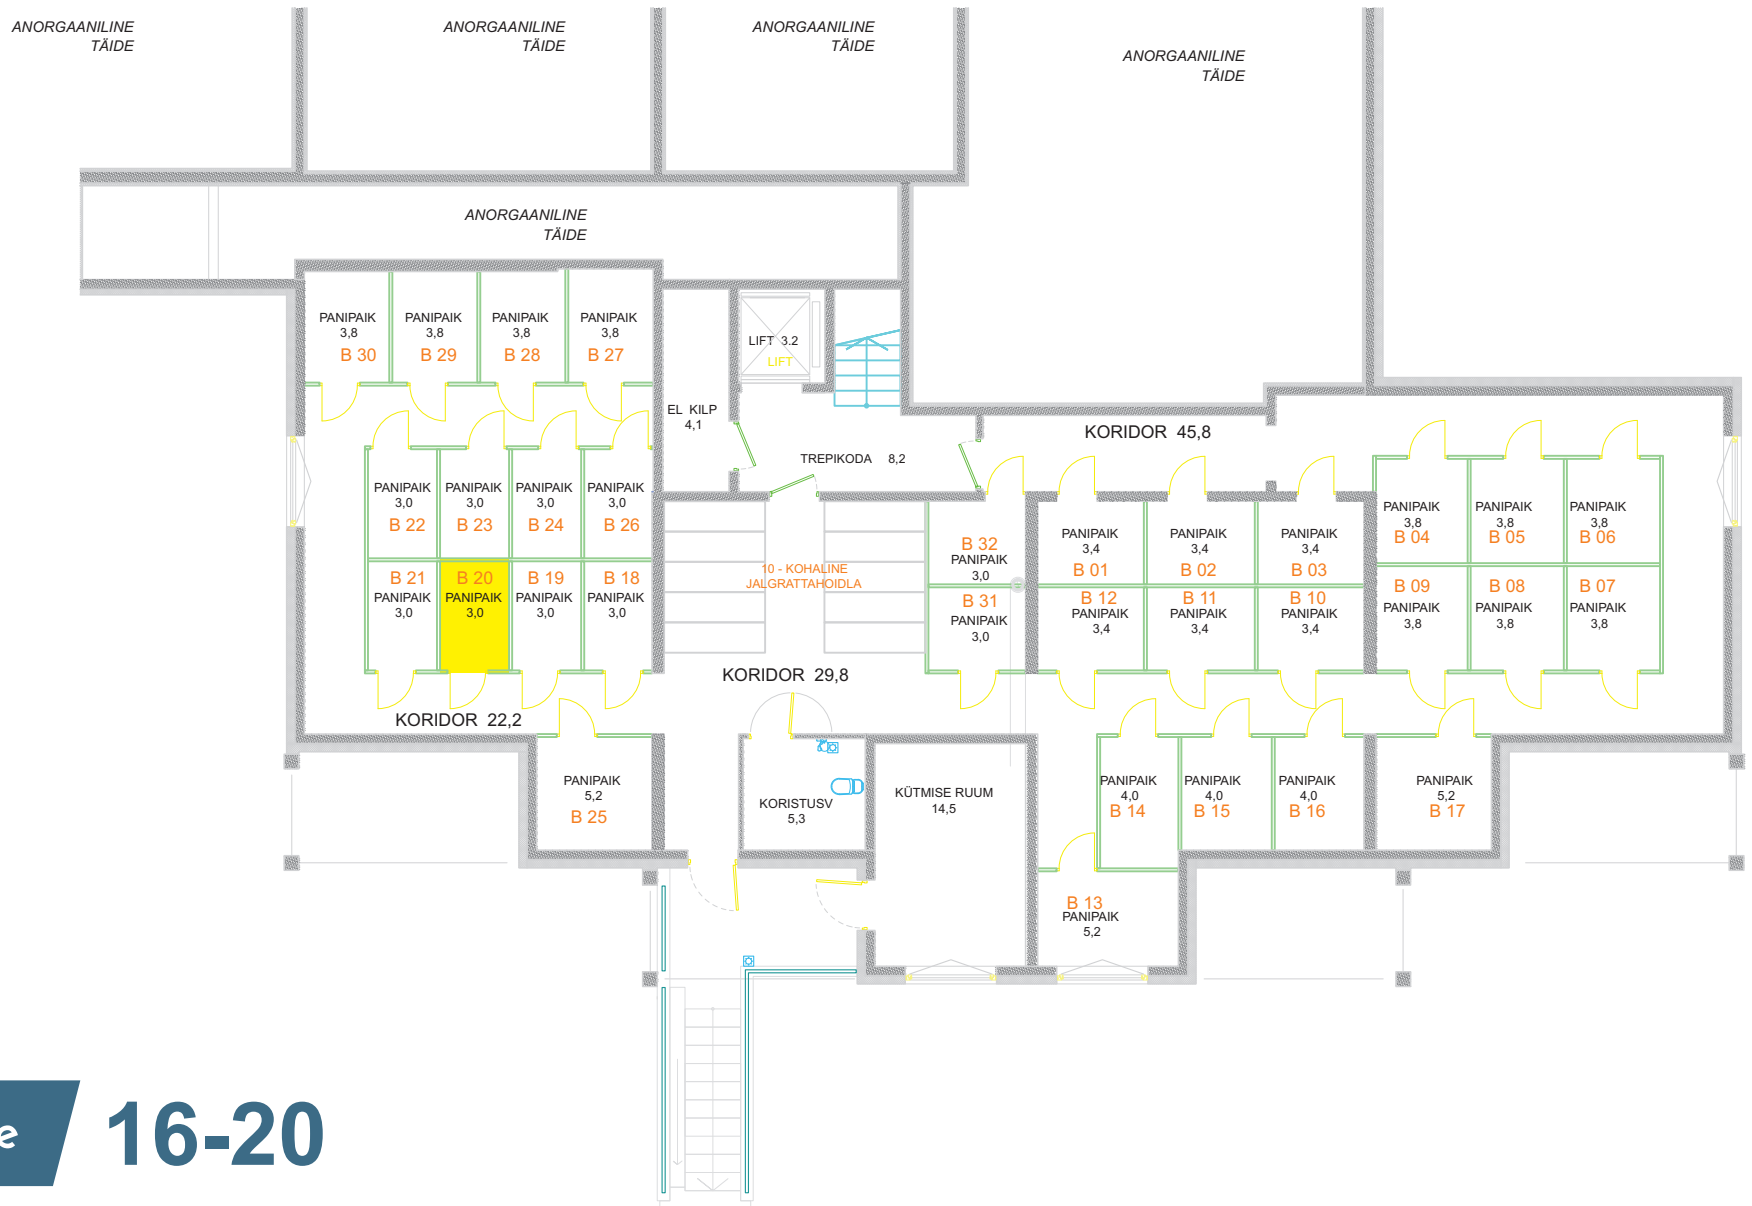 ANORGAANILINE
TÄIDE
ANORGAANILINE
TÄIDE
ANORGAANILINE
TÄIDE
ANORGAANILINE
TÄIDE
ANORGAANILINE
TÄIDE
PANIPAIK
3,8
B 30
PANIPAIK
3,8
B 29
PANIPAIK
3,8
B 28
PANIPAIK
3,8
B 27
LIFT 3.2
LIFT
EL KILP
4,1
TREPIKODA 8,2
KORIDOR 45,8
PANIPAIK
3,0
B 22
PANIPAIK
3,0
B 23
PANIPAIK
3,0
B 24
PANIPAIK
3,0
B 26
B 21
PANIPAIK
3,0
B 20
PANIPAIK
3,0
B 19
PANIPAIK
3,0
B 18
PANIPAIK
3,0
10 - KOHALINE
JALGRATTAHOIDLA
B 32
PANIPAIK
3,0
B 31
PANIPAIK
3,0
PANIPAIK
3,4
B 01
PANIPAIK
3,4
B 02
PANIPAIK
3,4
B 03
B 12
PANIPAIK
3,4
B 11
PANIPAIK
3,4
B 10
PANIPAIK
3,4
PANIPAIK
3,8
B 04
PANIPAIK
3,8
B 05
PANIPAIK
3,8
B 06
B 09
PANIPAIK
3,8
B 08
PANIPAIK
3,8
B 07
PANIPAIK
3,8
KORIDOR 29,8
KORIDOR 22,2
PANIPAIK
5,2
B 25
KORISTUSV
5,3
KÜTMISE RUUM
14,5
PANIPAIK
4,0
B 14
PANIPAIK
4,0
B 15
PANIPAIK
4,0
B 16
PANIPAIK
5,2
B 17
B 13
PANIPAIK
5,2
e
16-20